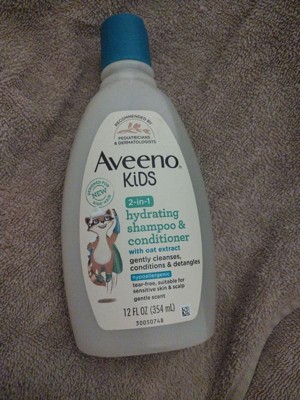 RECOMMENDED BY
PEDIATRICIANS
& DERMATOLOGISTS
Aveeno
KiDS
NEW
2-in-1
hydrating
shampoo &
conditioner
with oat extract
gently cleanses,
conditions & detangles
hypoallergenic
tear-free, suitable for
sensitive skin & scalp
gentle scent
12 FL OZ (354 mL)
30050748